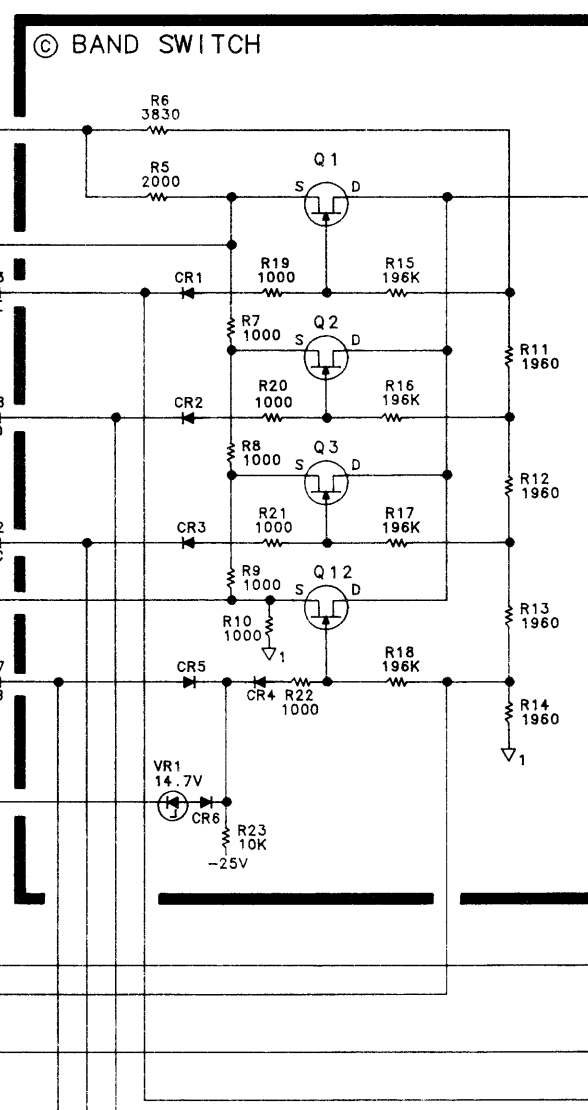 © BAND SWITCH
R6
3830
R5
2000
Q1
S D
CR1
R19
1000
R15
196K
R7
1000
Q2
S D
R11
1960
CR2
R20
1000
R16
196K
R8
1000
Q3
S D
R12
1960
CR3
R21
1000
R17
196K
R9
1000
Q12
S D
R10
1000
1
R13
1960
CR5
CR4
R22
1000
R18
196K
R14
1960
1
VR1
14.7V
CR6
R23
10K
-25V